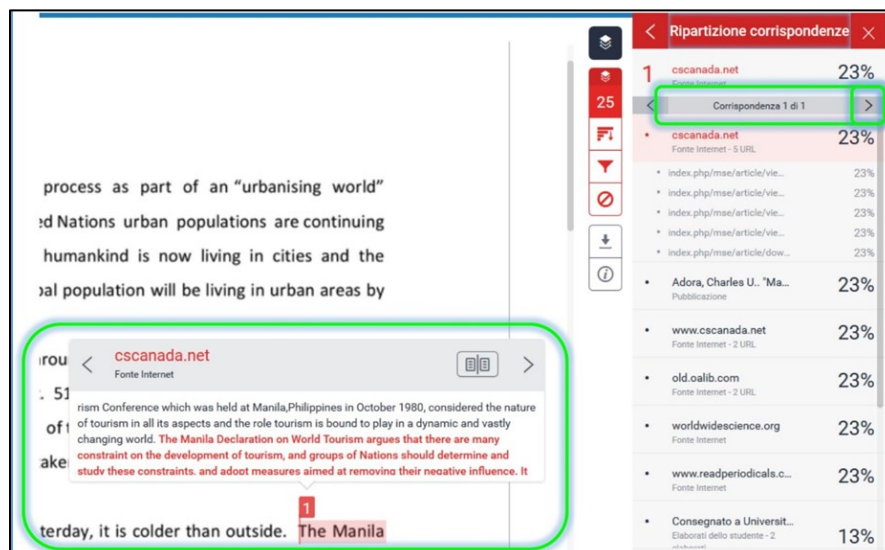 process as part of an “urbanising world”
ed Nations urban populations are continuing
humankind is now living in cities and the
pal population will be living in urban areas by
rou
. 51
of t
take
cscanada.net
Fonte Internet
rism Conference which was held at Manila,Philippines in October 1980, considered the nature
of tourism in all its aspects and the role tourism is bound to play in a dynamic and vastly
changing world. The Manila Declaration on World Tourism argues that there are many
constraint on the development of tourism, and groups of Nations should determine and
study these constraints, and adopt measures aimed at removing their negative influence. It
1
terday, it is colder than outside. The Manila
25
Ripartizione corrispondenze
1 cscanada.net 23%
Fonte Internet
Corrispondenza 1 di 1
cscanada.net 23%
Fonte Internet - 5 URL
index.php/mse/article/vie... 23%
index.php/mse/article/vie... 23%
index.php/mse/article/vie... 23%
index.php/mse/article/vie... 23%
index.php/mse/article/dow... 23%
Adora, Charles U.. "Ma... 23%
Pubblicazione
www.cscanada.net 23%
Fonte Internet - 2 URL
old.oalib.com 23%
Fonte Internet - 2 URL
worldwidescience.org 23%
Fonte Internet
www.readperiodicals.c... 23%
Fonte Internet
Consegnato a Universit... 13%
Elaborati dello studente - 2
elaborati